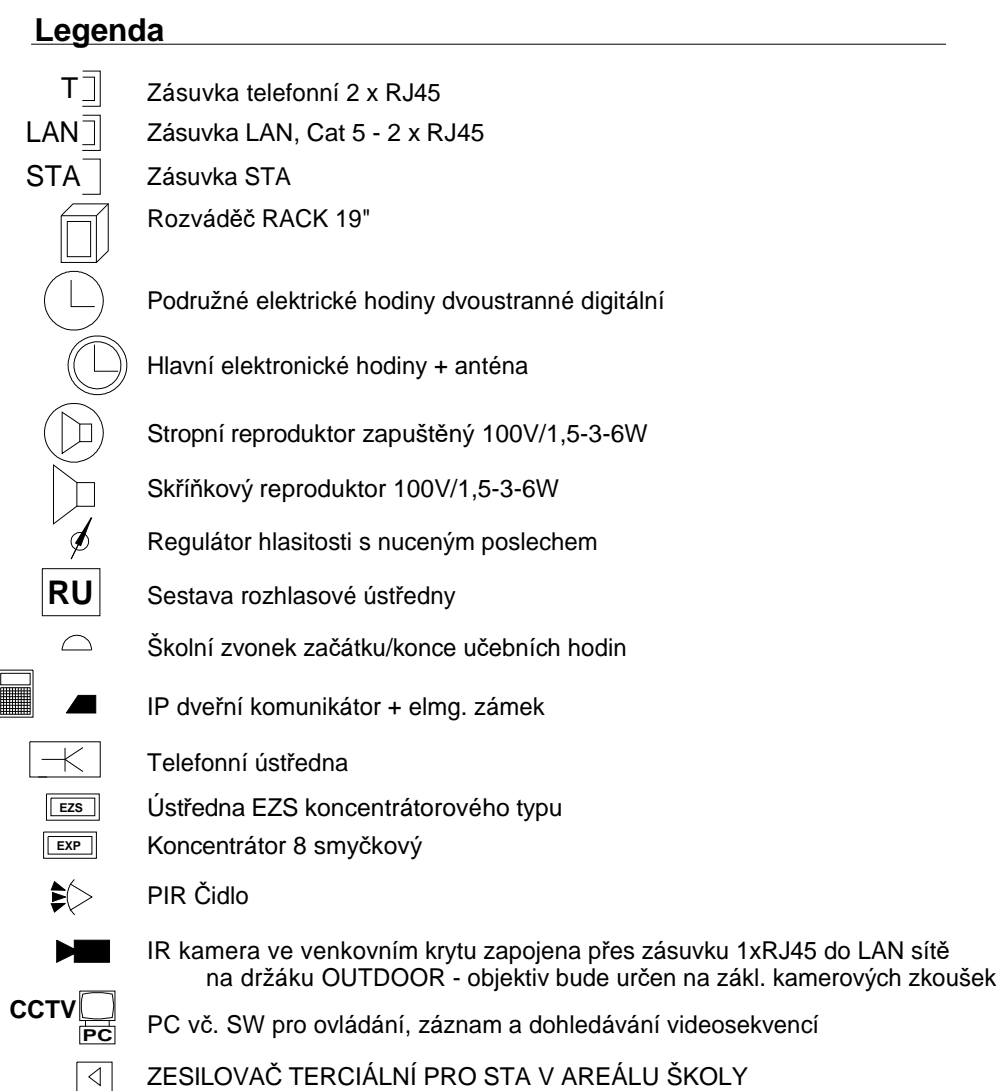 Legenda
T Zásuvka telefonní 2 x RJ45
LAN Zásuvka LAN, Cat 5 - 2 x RJ45
STA Zásuvka STA
Rozváděč RACK 19"
Podružné elektrické hodiny dvoustranné digitální
Hlavní elektronické hodiny + anténa
Stropní reproduktor zapuštěný 100V/1,5-3-6W
Skříňkový reproduktor 100V/1,5-3-6W
Regulátor hlasitosti s nuceným poslechem
RU Sestava rozhlasové ústředny
Školní zvonek začátku/konce učebních hodin
IP dveřní komunikátor + elmg. zámek
Telefonní ústředna
EZS Ústředna EZS koncentrátorového typu
EXP Koncentrátor 8 smyčkový
PIR Čidlo
IR kamera ve venkovním krytu zapojena přes zásuvku 1xRJ45 do LAN sítě
na držáku OUTDOOR - objektiv bude určen na zákl. kamerových zkoušek
CCTV PC PC vč. SW pro ovládání, záznam a dohledávání videosekvencí
ZESILOVAČ TERCIÁLNÍ PRO STA V AREÁLU ŠKOLY